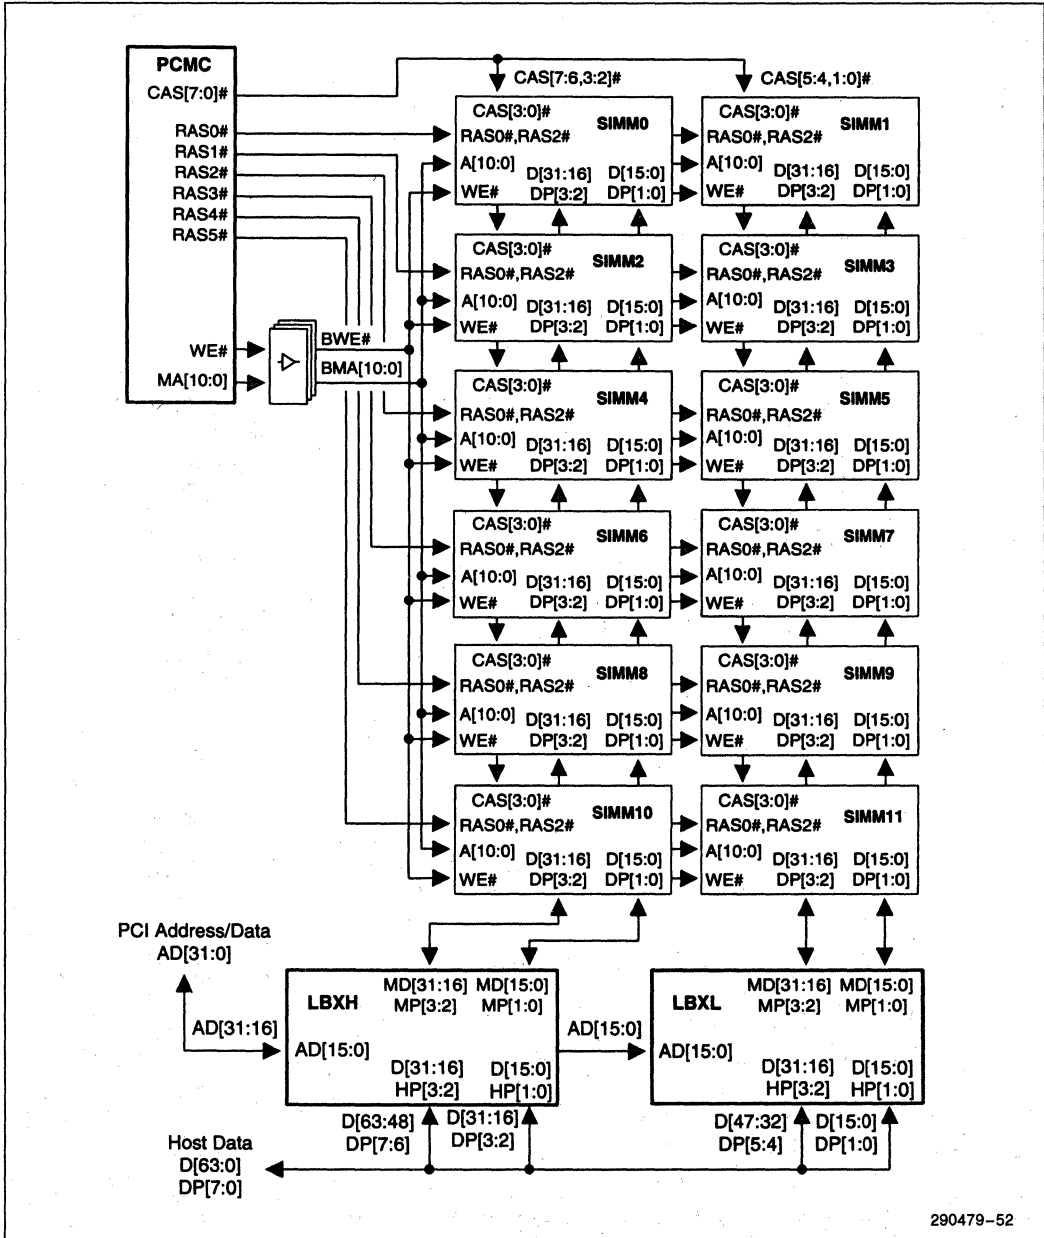 PCMC
CAS[7:0]#
RAS0#
RAS1#
RAS2#
RAS3#
RAS4#
RAS5#
WE#
MA[10:0]
BWE#
BMA[10:0]
CAS[7:6,3:2]#
CAS[5:4,1:0]#
CAS[3:0]#
SIMM0
RAS0#,RAS2#
A[10:0]
D[31:16] D[15:0]
WE#
DP[3:2] DP[1:0]
CAS[3:0]#
SIMM1
RAS0#,RAS2#
A[10:0]
D[31:16] D[15:0]
WE#
DP[3:2] DP[1:0]
CAS[3:0]#
SIMM2
RAS0#,RAS2#
A[10:0]
D[31:16] D[15:0]
WE#
DP[3:2] DP[1:0]
CAS[3:0]#
SIMM3
RAS0#,RAS2#
A[10:0]
D[31:16] D[15:0]
WE#
DP[3:2] DP[1:0]
CAS[3:0]#
SIMM4
RAS0#,RAS2#
A[10:0]
D[31:16] D[15:0]
WE#
DP[3:2] DP[1:0]
CAS[3:0]#
SIMM5
RAS0#,RAS2#
A[10:0]
D[31:16] D[15:0]
WE#
DP[3:2] DP[1:0]
CAS[3:0]#
SIMM6
RAS0#,RAS2#
A[10:0]
D[31:16] D[15:0]
WE#
DP[3:2] DP[1:0]
CAS[3:0]#
SIMM7
RAS0#,RAS2#
A[10:0]
D[31:16] D[15:0]
WE#
DP[3:2] DP[1:0]
CAS[3:0]#
SIMM8
RAS0#,RAS2#
A[10:0]
D[31:16] D[15:0]
WE#
DP[3:2] DP[1:0]
CAS[3:0]#
SIMM9
RAS0#,RAS2#
A[10:0]
D[31:16] D[15:0]
WE#
DP[3:2] DP[1:0]
CAS[3:0]#
SIMM10
RAS0#,RAS2#
A[10:0]
D[31:16] D[15:0]
WE#
DP[3:2] DP[1:0]
CAS[3:0]#
SIMM11
RAS0#,RAS2#
A[10:0]
D[31:16] D[15:0]
WE#
DP[3:2] DP[1:0]
PCI Address/Data
AD[31:0]
AD[31:16]
LBXH
MD[31:16] MD[15:0]
MP[3:2] MP[1:0]
AD[15:0]
D[31:16] D[15:0]
HP[3:2] HP[1:0]
AD[15:0]
LBXL
MD[31:16] MD[15:0]
MP[3:2] MP[1:0]
AD[15:0]
D[31:16] D[15:0]
HP[3:2] HP[1:0]
D[63:48]
DP[7:6]
D[31:16]
DP[3:2]
D[47:32]
DP[5:4]
D[15:0]
DP[1:0]
Host Data
D[63:0]
DP[7:0]
290479-52